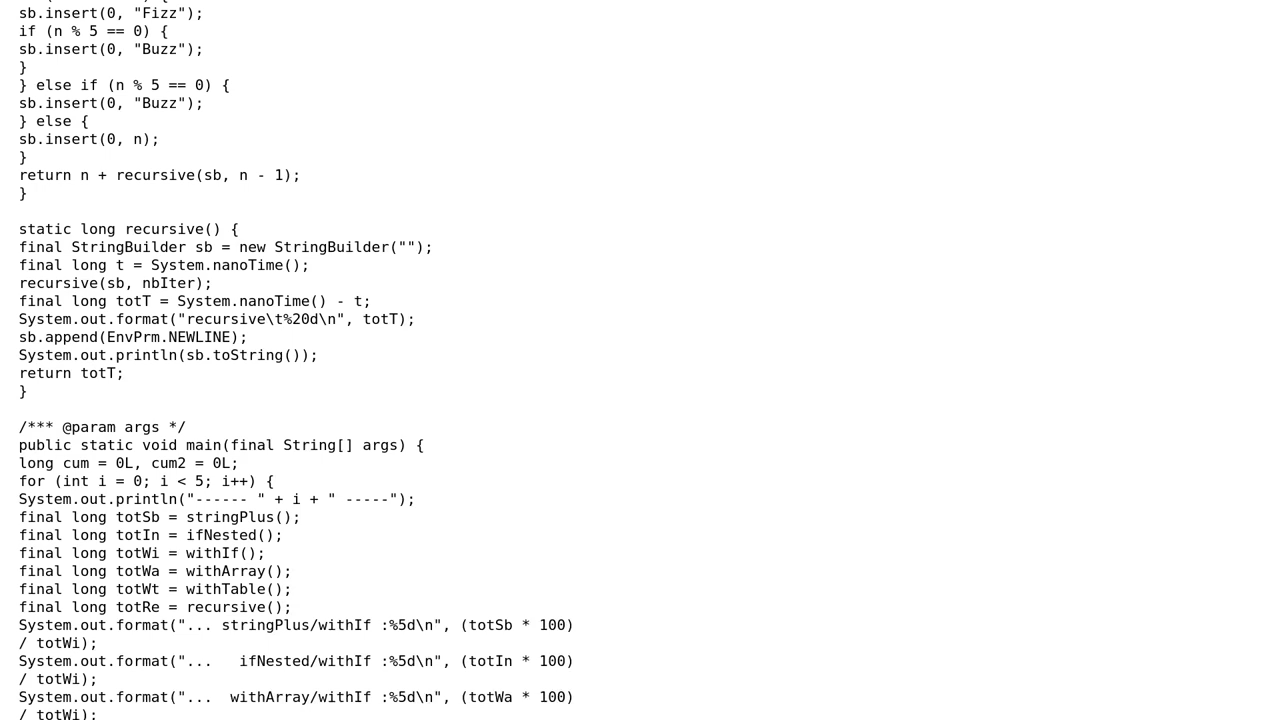 sb.insert(0, "Fizz");
if (n % 5 == 0) {
sb.insert(0, "Buzz");
}
} else if (n % 5 == 0) {
sb.insert(0, "Buzz");
} else {
sb.insert(0, n);
}
return n + recursive(sb, n - 1);
}

static long recursive() {
final StringBuilder sb = new StringBuilder("");
final long t = System.nanoTime();
recursive(sb, nbIter);
final long totT = System.nanoTime() - t;
System.out.format("recursive\t%20d\n", totT);
sb.append(EnvPrm.NEWLINE);
System.out.println(sb.toString());
return totT;
}

/*** @param args */
public static void main(final String[] args) {
long cum = 0L, cum2 = 0L;
for (int i = 0; i < 5; i++) {
System.out.println("------ " + i + " -----");
final long totSb = stringPlus();
final long totIn = ifNested();
final long totWi = withIf();
final long totWa = withArray();
final long totWt = withTable();
final long totRe = recursive();
System.out.format("... stringPlus/withIf :%5d\n", (totSb * 100)
/ totWi);
System.out.format("...   ifNested/withIf :%5d\n", (totIn * 100)
/ totWi);
System.out.format("...  withArray/withIf :%5d\n", (totWa * 100)
/ totWi);